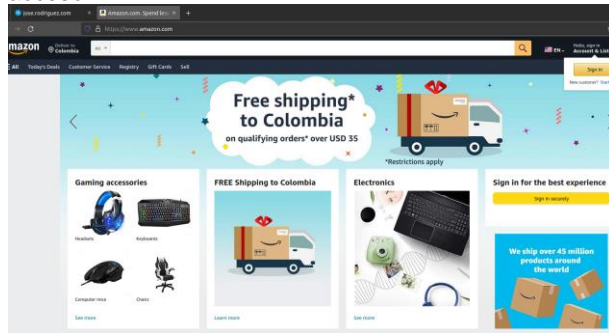 jose.rodriguez.com
Amazon.com. Spend less.
https://www.amazon.com
amazon
Deliver to
Colombia
All
EN
Hello, sign in
Account & List
Sign in
New customer? Start
All Today's Deals Customer Service Registry Gift Cards Sell
Free shipping*
to Colombia
on qualifying orders* over USD 35
*Restrictions apply
Gaming accessories
Headsets
Keyboards
Computer mice
Chairs
See more
FREE Shipping to Colombia
Learn more
Electronics
See more
Sign in for the best experience
Sign in securely
We ship over 45 million
products around
the world